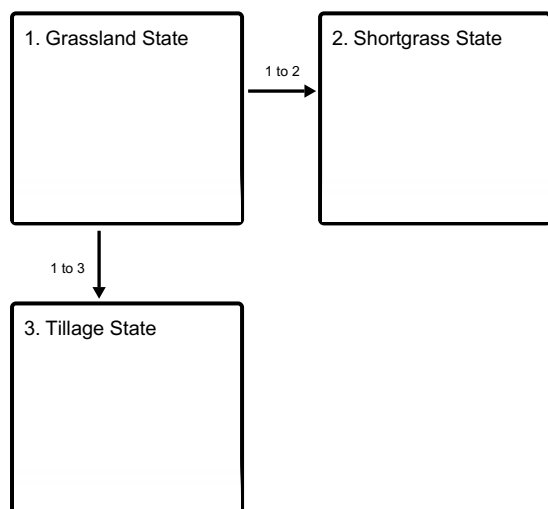 1. Grassland State
1 to 2
2. Shortgrass State
1 to 3
3. Tillage State